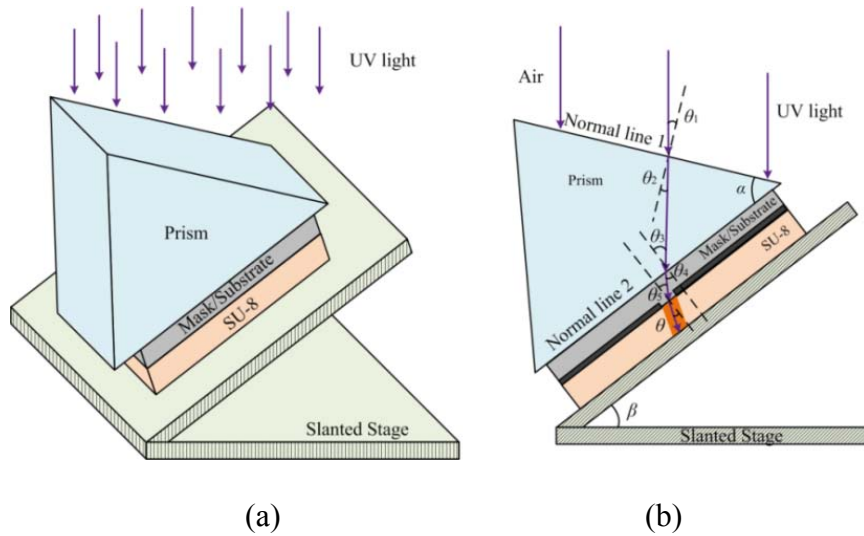 UV light
Prism
Mask/Substrate
SU-8
Slanted Stage
(a)
Air
UV light
Normal line 1
θ1
Prism
θ2
α
θ3
Mask/Substrate
SU-8
θ4
θ5
Normal line 2
θ
β
Slanted Stage
(b)